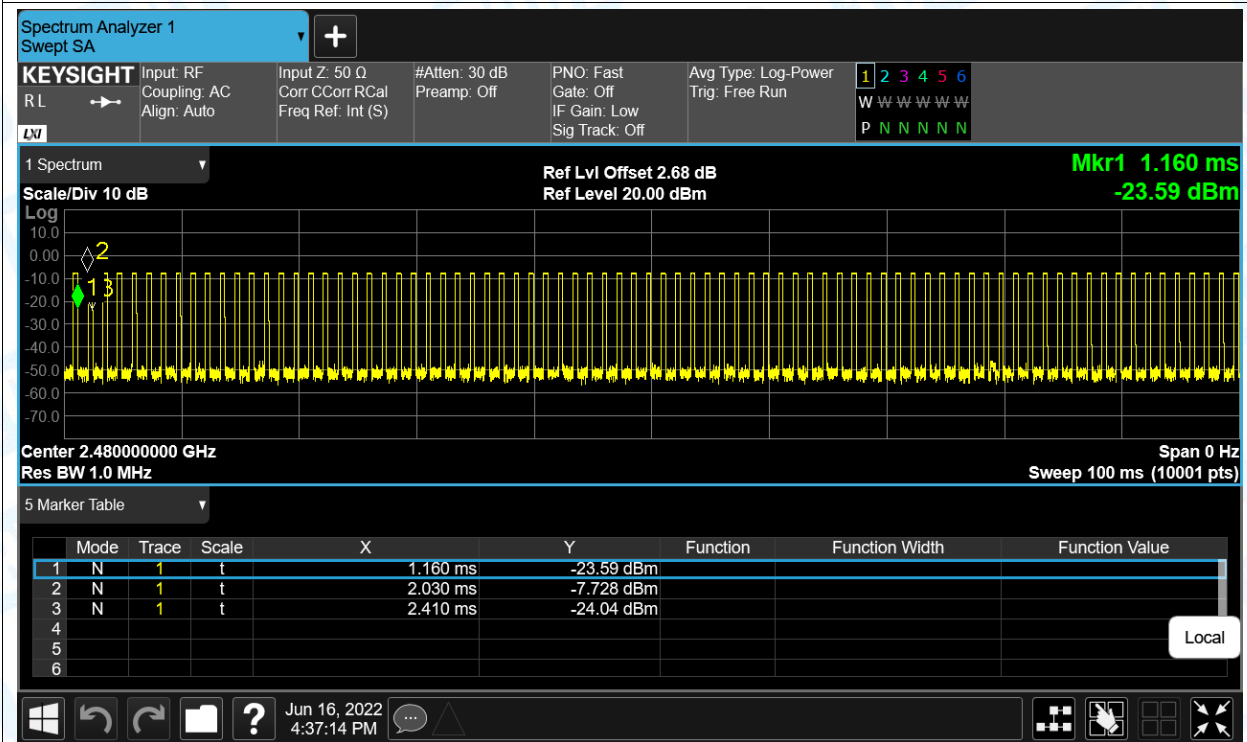 Spectrum Analyzer 1
Swept SA
KEYSIGHT
R L
LXI
Input: RF
Coupling: AC
Align: Auto
Input Z: 50 Ω
Corr CCorr RCal
Freq Ref: Int (S)
#Atten: 30 dB
Preamp: Off
PNO: Fast
Gate: Off
IF Gain: Low
Sig Track: Off
Avg Type: Log-Power
Trig: Free Run
1 2 3 4 5 6
W W W W W W
P N N N N N
1 Spectrum
Scale/Div 10 dB
Ref Lvl Offset 2.68 dB
Ref Level 20.00 dBm
Mkr1 1.160 ms
-23.59 dBm
Log
10.0
0.00
-10.0
-20.0
-30.0
-40.0
-50.0
-60.0
-70.0
2
1 3
Center 2.480000000 GHz
Res BW 1.0 MHz
Span 0 Hz
Sweep 100 ms (10001 pts)
5 Marker Table
Mode Trace Scale X Y Function Function Width Function Value
1 N 1 t 1.160 ms -23.59 dBm
2 N 1 t 2.030 ms -7.728 dBm
3 N 1 t 2.410 ms -24.04 dBm
4
5
6
Local
?
Jun 16, 2022
4:37:14 PM